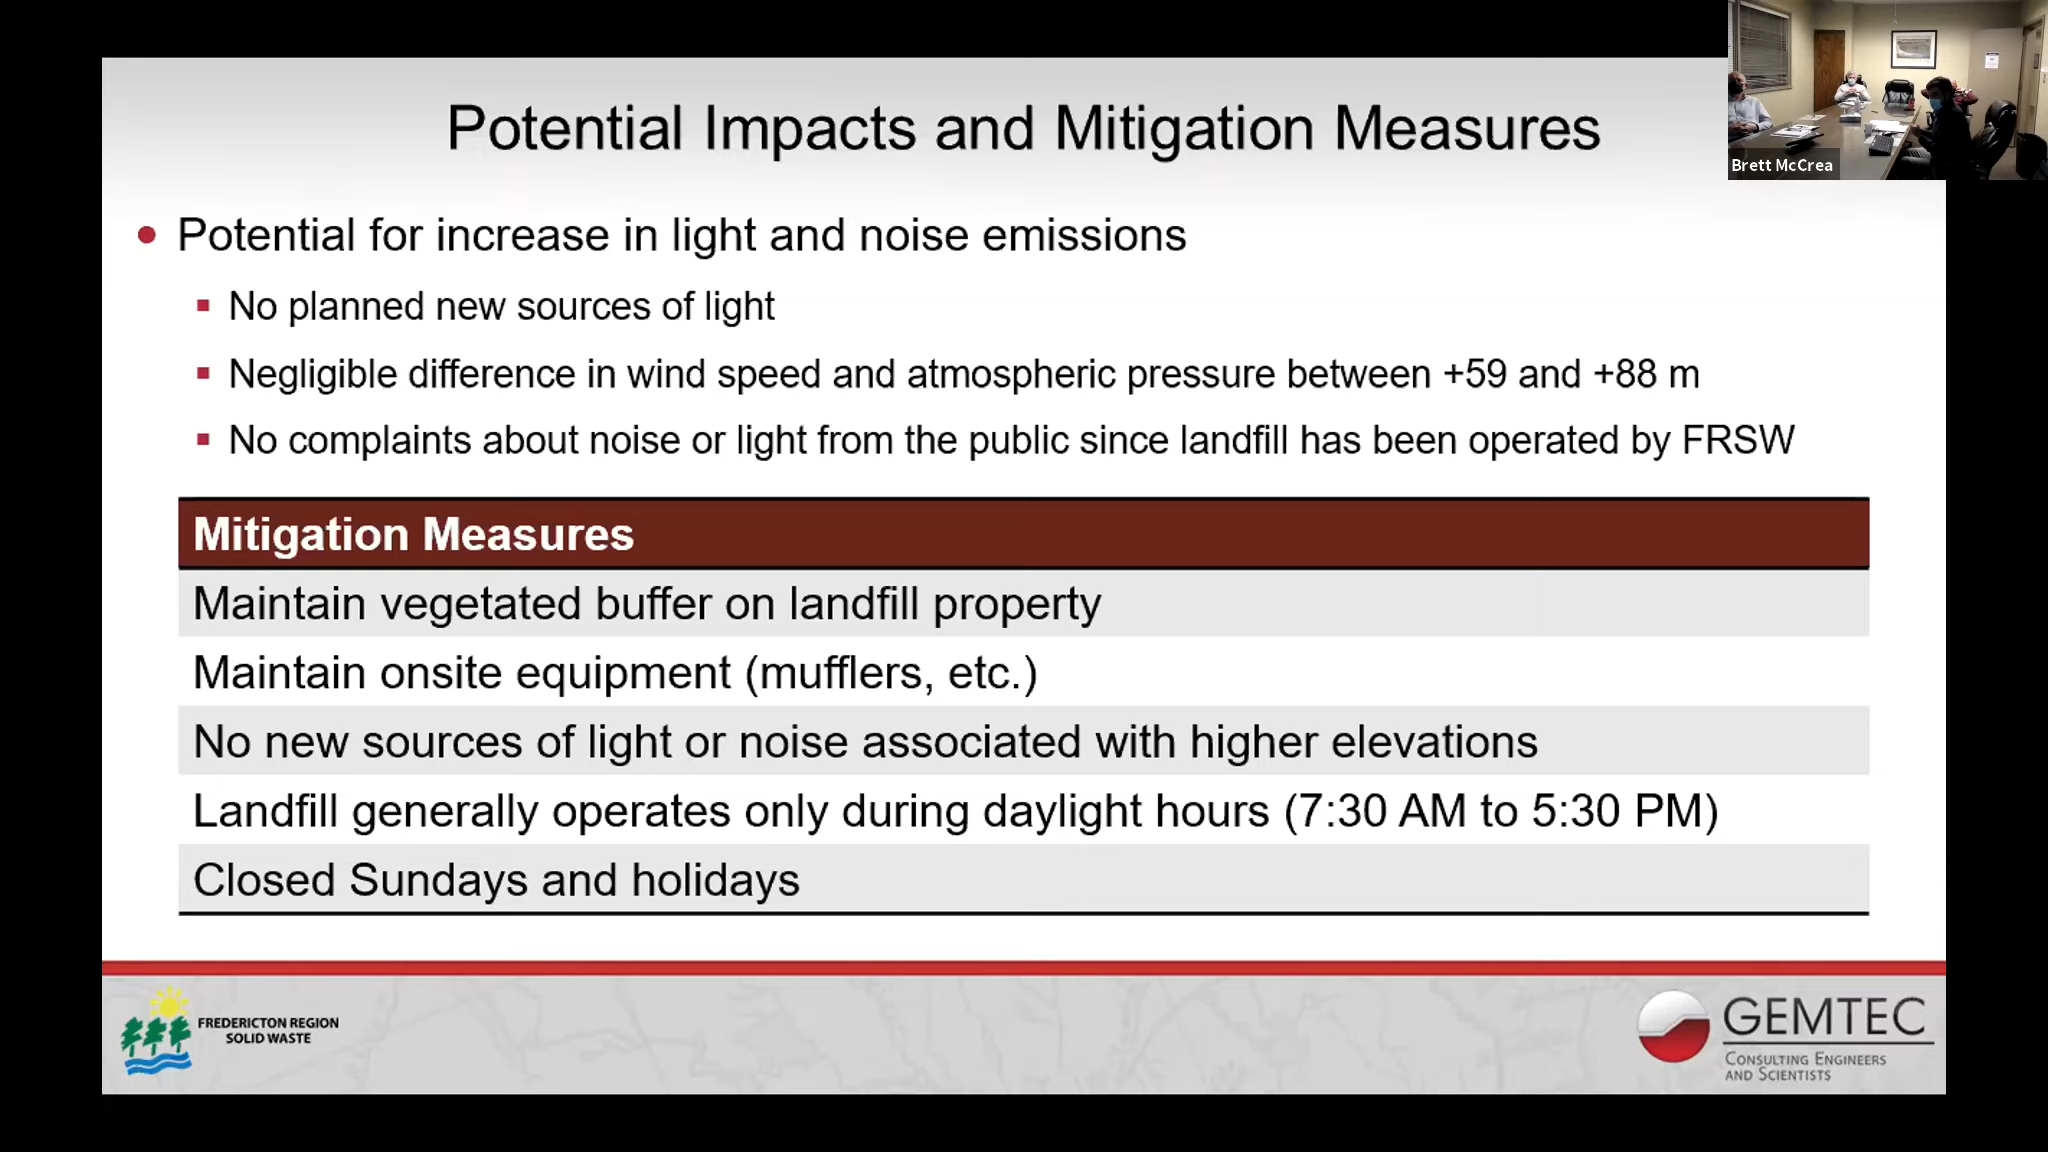 Potential Impacts and Mitigation Measures
Brett McCrea
Potential for increase in light and noise emissions
No planned new sources of light
Negligible difference in wind speed and atmospheric pressure between +59 and +88 m
No complaints about noise or light from the public since landfill has been operated by FRSW
Mitigation Measures
Maintain vegetated buffer on landfill property
Maintain onsite equipment (mufflers, etc.)
No new sources of light or noise associated with higher elevations
Landfill generally operates only during daylight hours (7:30 AM to 5:30 PM)
Closed Sundays and holidays
FREDERICTON REGION
SOLID WASTE
GEMTEC
CONSULTING ENGINEERS
AND SCIENTISTS